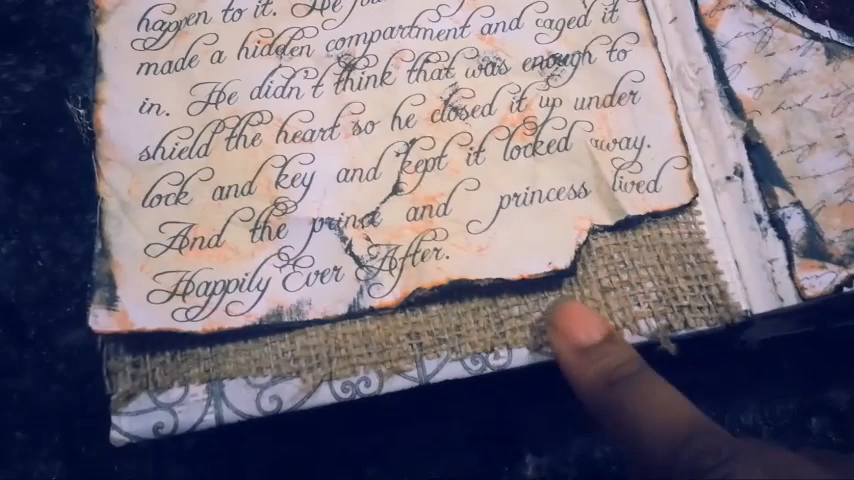 happen to it. He
made a hidden compartment and caged it
in. He didn't think that was enough to
shield the heart so he closed it up under
lock and key and kept it locked away.
And the prince and princess lived
Happily Ever After.